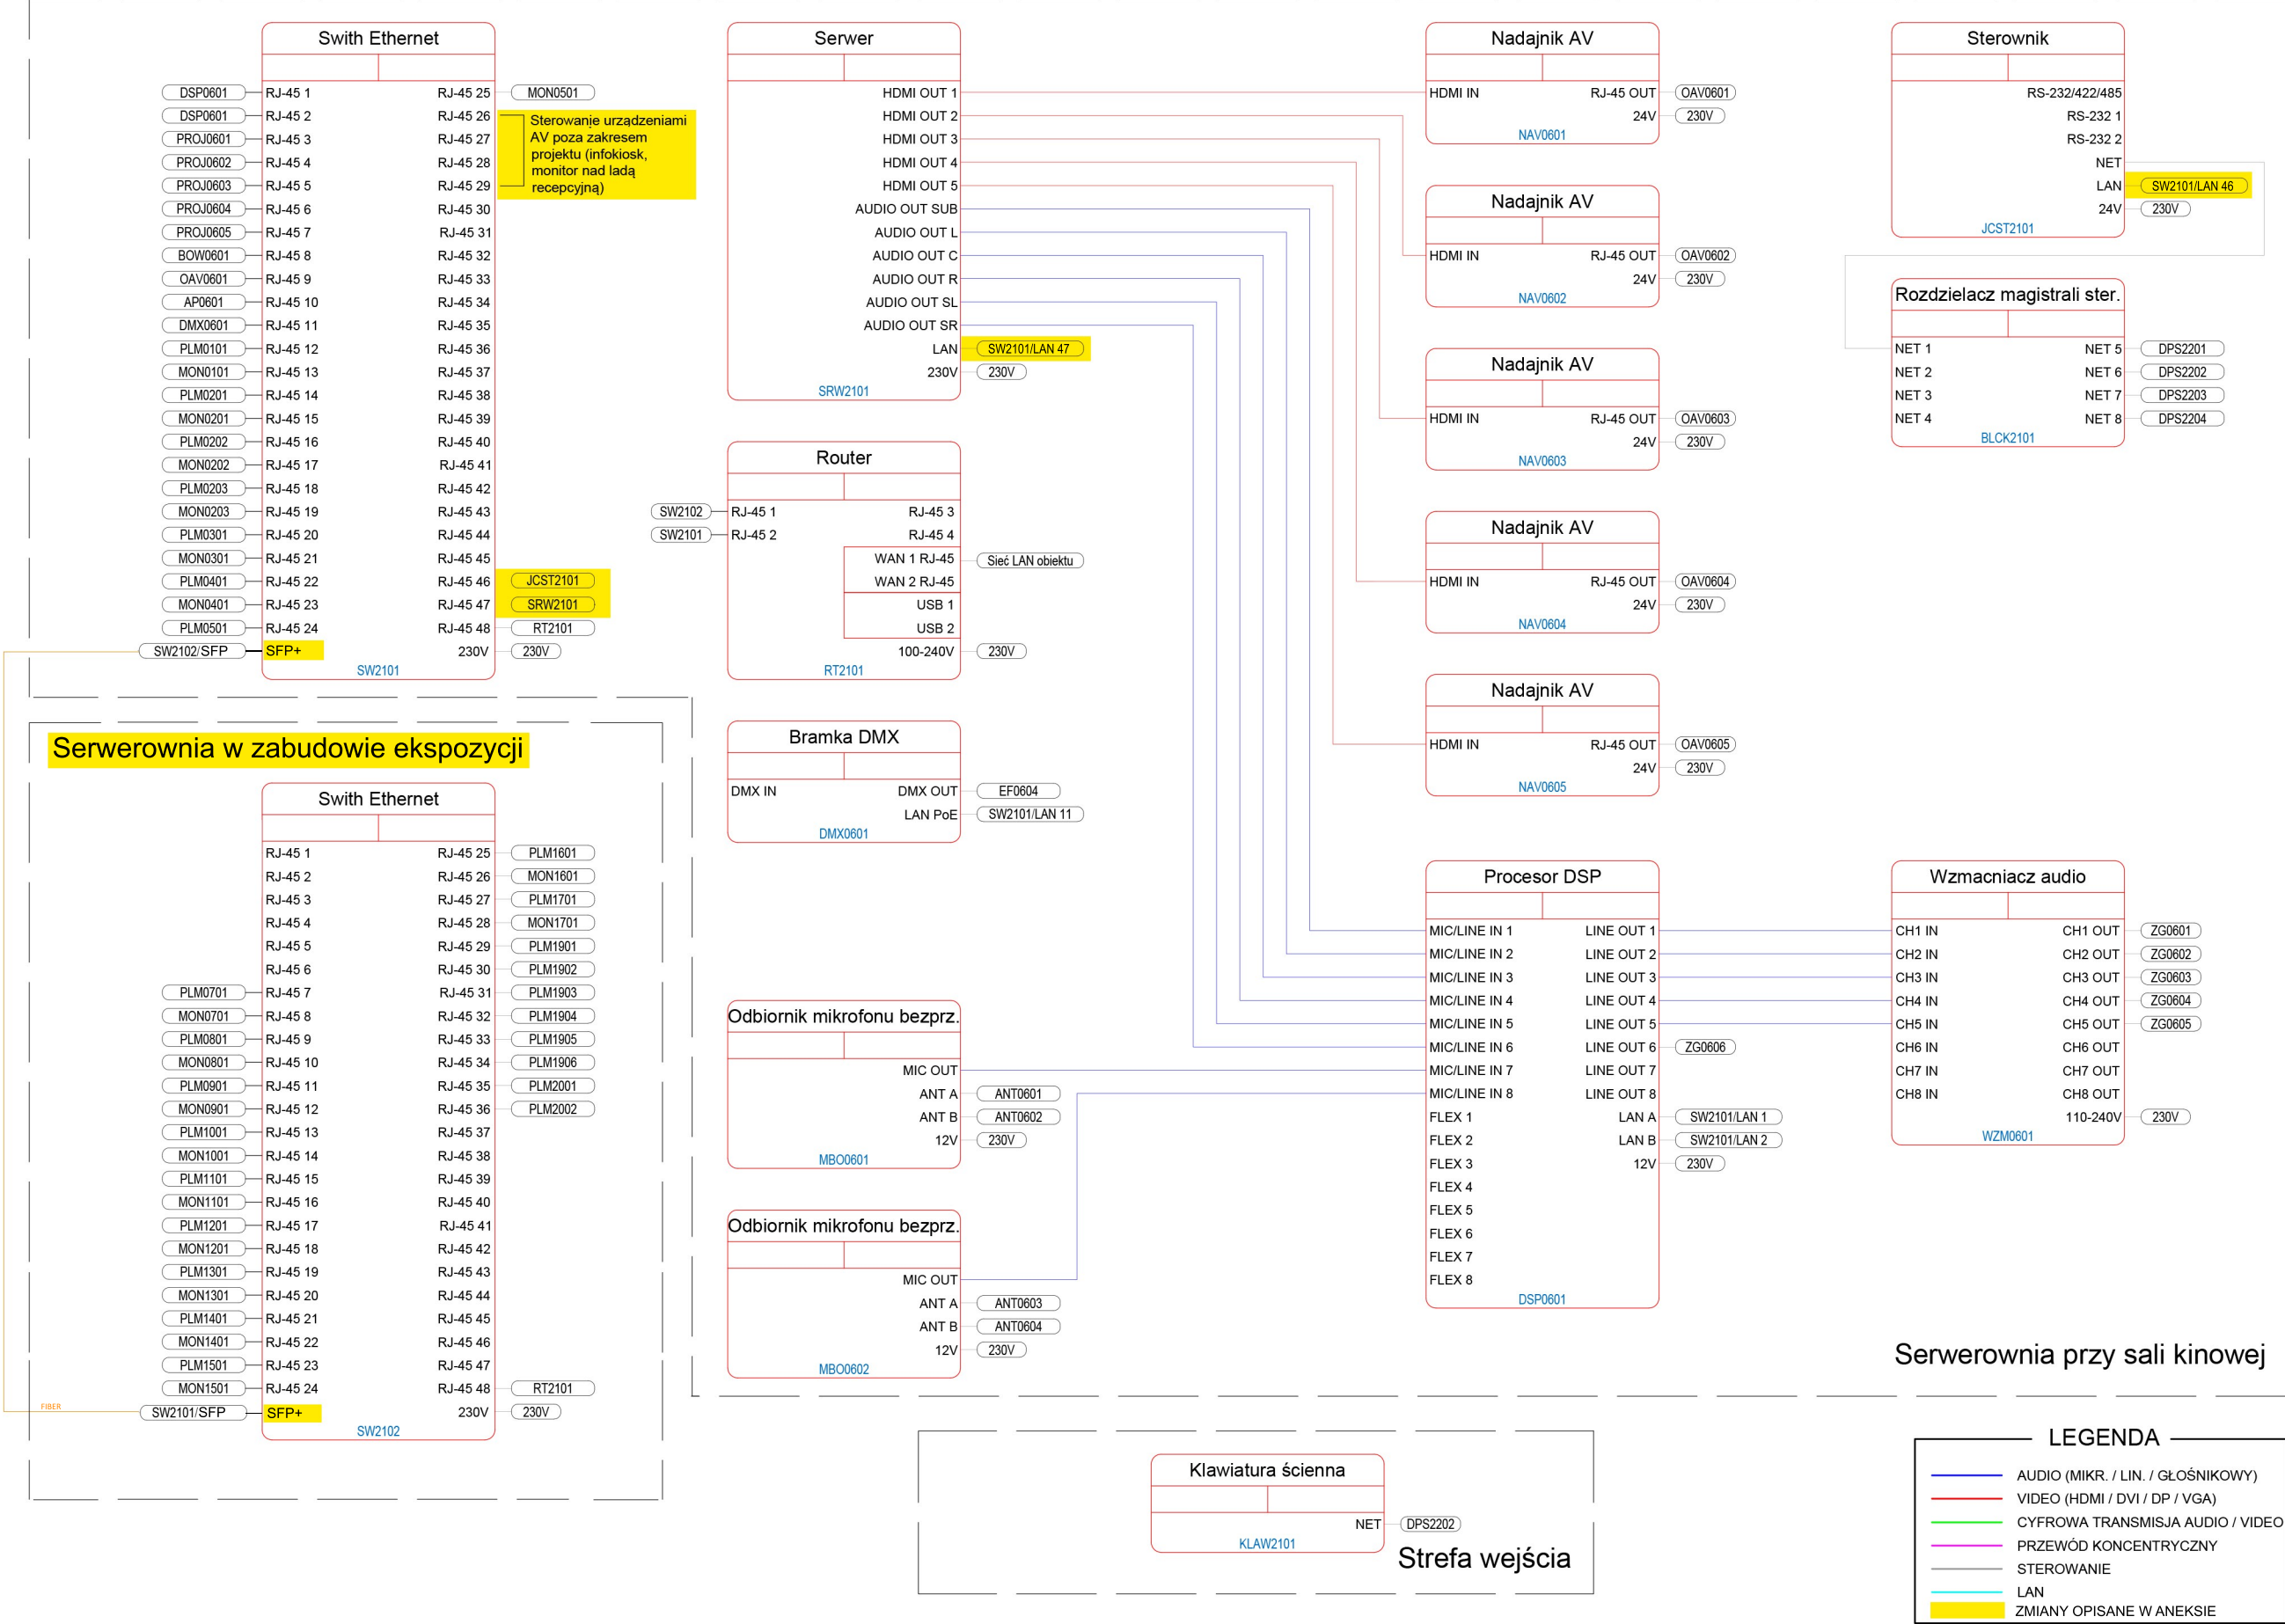 Swith Ethernet
DSP0601 RJ-45 1 RJ-45 25 MON0501
DSP0601 RJ-45 2 RJ-45 26
PROJ0601 RJ-45 3 RJ-45 27
PROJ0602 RJ-45 4 RJ-45 28
PROJ0603 RJ-45 5 RJ-45 29
Sterowanie urządzeniami
AV poza zakresem
projektu (infokiosk,
monitor nad ladą
recepcyjną)
PROJ0604 RJ-45 6 RJ-45 30
PROJ0605 RJ-45 7 RJ-45 31
BOW0601 RJ-45 8 RJ-45 32
OAV0601 RJ-45 9 RJ-45 33
AP0601 RJ-45 10 RJ-45 34
DMX0601 RJ-45 11 RJ-45 35
PLM0101 RJ-45 12 RJ-45 36
MON0101 RJ-45 13 RJ-45 37
PLM0201 RJ-45 14 RJ-45 38
MON0201 RJ-45 15 RJ-45 39
PLM0202 RJ-45 16 RJ-45 40
MON0202 RJ-45 17 RJ-45 41
PLM0203 RJ-45 18 RJ-45 42
MON0203 RJ-45 19 RJ-45 43
PLM0301 RJ-45 20 RJ-45 44
MON0301 RJ-45 21 RJ-45 45
PLM0401 RJ-45 22 RJ-45 46 JCST2101
MON0401 RJ-45 23 RJ-45 47 SRW2101
PLM0501 RJ-45 24 RJ-45 48 RT2101
SW2102/SFP SFP+ 230V 230V
SW2101
Serwer
HDMI OUT 1
HDMI OUT 2
HDMI OUT 3
HDMI OUT 4
HDMI OUT 5
AUDIO OUT SUB
AUDIO OUT L
AUDIO OUT C
AUDIO OUT R
AUDIO OUT SL
AUDIO OUT SR
LAN SW2101/LAN 47
230V 230V
SRW2101
Router
SW2102 RJ-45 1 RJ-45 3
SW2101 RJ-45 2 RJ-45 4
WAN 1 RJ-45 Sieć LAN obiektu
WAN 2 RJ-45
USB 1
USB 2
100-240V 230V
RT2101
Nadajnik AV
HDMI IN RJ-45 OUT OAV0601
24V 230V
NAV0601
Nadajnik AV
HDMI IN RJ-45 OUT OAV0602
24V 230V
NAV0602
Nadajnik AV
HDMI IN RJ-45 OUT OAV0603
24V 230V
NAV0603
Nadajnik AV
HDMI IN RJ-45 OUT OAV0604
24V 230V
NAV0604
Nadajnik AV
HDMI IN RJ-45 OUT OAV0605
24V 230V
NAV0605
Sterownik
RS-232/422/485
RS-232 1
RS-232 2
NET
LAN SW2101/LAN 46
24V 230V
JCST2101
Rozdzielacz magistrali ster.
NET 1 NET 5 DPS2201
NET 2 NET 6 DPS2202
NET 3 NET 7 DPS2203
NET 4 NET 8 DPS2204
BLCK2101
Serwerownia w zabudowie ekspozycji
Swith Ethernet
RJ-45 1 RJ-45 25 PLM1601
RJ-45 2 RJ-45 26 MON1601
RJ-45 3 RJ-45 27 PLM1701
RJ-45 4 RJ-45 28 MON1701
RJ-45 5 RJ-45 29 PLM1901
RJ-45 6 RJ-45 30 PLM1902
PLM0701 RJ-45 7 RJ-45 31 PLM1903
MON0701 RJ-45 8 RJ-45 32 PLM1904
PLM0801 RJ-45 9 RJ-45 33 PLM1905
MON0801 RJ-45 10 RJ-45 34 PLM1906
PLM0901 RJ-45 11 RJ-45 35 PLM2001
MON0901 RJ-45 12 RJ-45 36 PLM2002
PLM1001 RJ-45 13 RJ-45 37
MON1001 RJ-45 14 RJ-45 38
PLM1101 RJ-45 15 RJ-45 39
MON1101 RJ-45 16 RJ-45 40
PLM1201 RJ-45 17 RJ-45 41
MON1201 RJ-45 18 RJ-45 42
PLM1301 RJ-45 19 RJ-45 43
MON1301 RJ-45 20 RJ-45 44
PLM1401 RJ-45 21 RJ-45 45
MON1401 RJ-45 22 RJ-45 46
PLM1501 RJ-45 23 RJ-45 47
MON1501 RJ-45 24 RJ-45 48 RT2101
FIBER SW2101/SFP SFP+ 230V 230V
SW2102
Bramka DMX
DMX IN DMX OUT EF0604
LAN PoE SW2101/LAN 11
DMX0601
Odbiornik mikrofonu bezprz.
MIC OUT
ANT A ANT0601
ANT B ANT0602
12V 230V
MBO0601
Odbiornik mikrofonu bezprz.
MIC OUT
ANT A ANT0603
ANT B ANT0604
12V 230V
MBO0602
Procesor DSP
MIC/LINE IN 1 LINE OUT 1
MIC/LINE IN 2 LINE OUT 2
MIC/LINE IN 3 LINE OUT 3
MIC/LINE IN 4 LINE OUT 4
MIC/LINE IN 5 LINE OUT 5
MIC/LINE IN 6 LINE OUT 6 ZG0606
MIC/LINE IN 7 LINE OUT 7
MIC/LINE IN 8 LINE OUT 8
FLEX 1 LAN A SW2101/LAN 1
FLEX 2 LAN B SW2101/LAN 2
FLEX 3 12V 230V
FLEX 4
FLEX 5
FLEX 6
FLEX 7
FLEX 8
DSP0601
Wzmacniacz audio
CH1 IN CH1 OUT ZG0601
CH2 IN CH2 OUT ZG0602
CH3 IN CH3 OUT ZG0603
CH4 IN CH4 OUT ZG0604
CH5 IN CH5 OUT ZG0605
CH6 IN CH6 OUT
CH7 IN CH7 OUT
CH8 IN CH8 OUT
110-240V 230V
WZM0601
Serwerownia przy sali kinowej
Klawiatura ścienna
NET DPS2202
KLAW2101
Strefa wejścia
LEGENDA
AUDIO (MIKR. / LIN. / GŁOŚNIKOWY)
VIDEO (HDMI / DVI / DP / VGA)
CYFROWA TRANSMISJA AUDIO / VIDEO
PRZEWÓD KONCENTRYCZNY
STEROWANIE
LAN
ZMIANY OPISANE W ANEKSIE